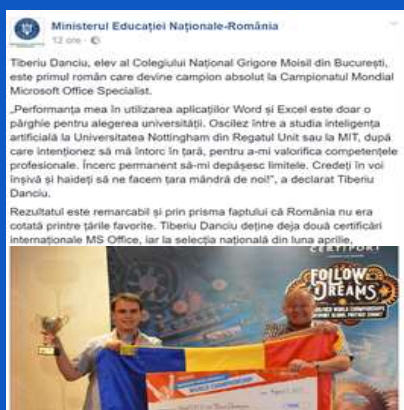 Ministerul Educației Naționale-România
12 ore
Tiberiu Danciu, elev al Colegiului Național Grigore Moisil din București,
este primul român care devine campion absolut la Campionatul Mondial
Microsoft Office Specialist.
„Performanța mea în utilizarea aplicațiilor Word și Excel este doar o
pârghie pentru alegerea universității. Oscilez între a studia inteligența
artificială la Universitatea Nottingham din Regatul Unit sau la MIT, după
care intenționez să mă întorc în țară, pentru a-mi valorifica competențele
profesionale. Încerc permanent să-mi depășesc limitele. Credeți în voi
înșivă și haideți să ne facem țara mândră de noi!", a declarat Tiberiu
Danciu.
Rezultatul este remarcabil și prin prisma faptului că România nu era
cotată printre țările favorite. Tiberiu Danciu deține deja două certificări
internaționale MS Office, iar la selecția națională din luna aprilie,
CERTIPORT
FOLLOW
DREAMS
WORLD CHAMPIONSHIP